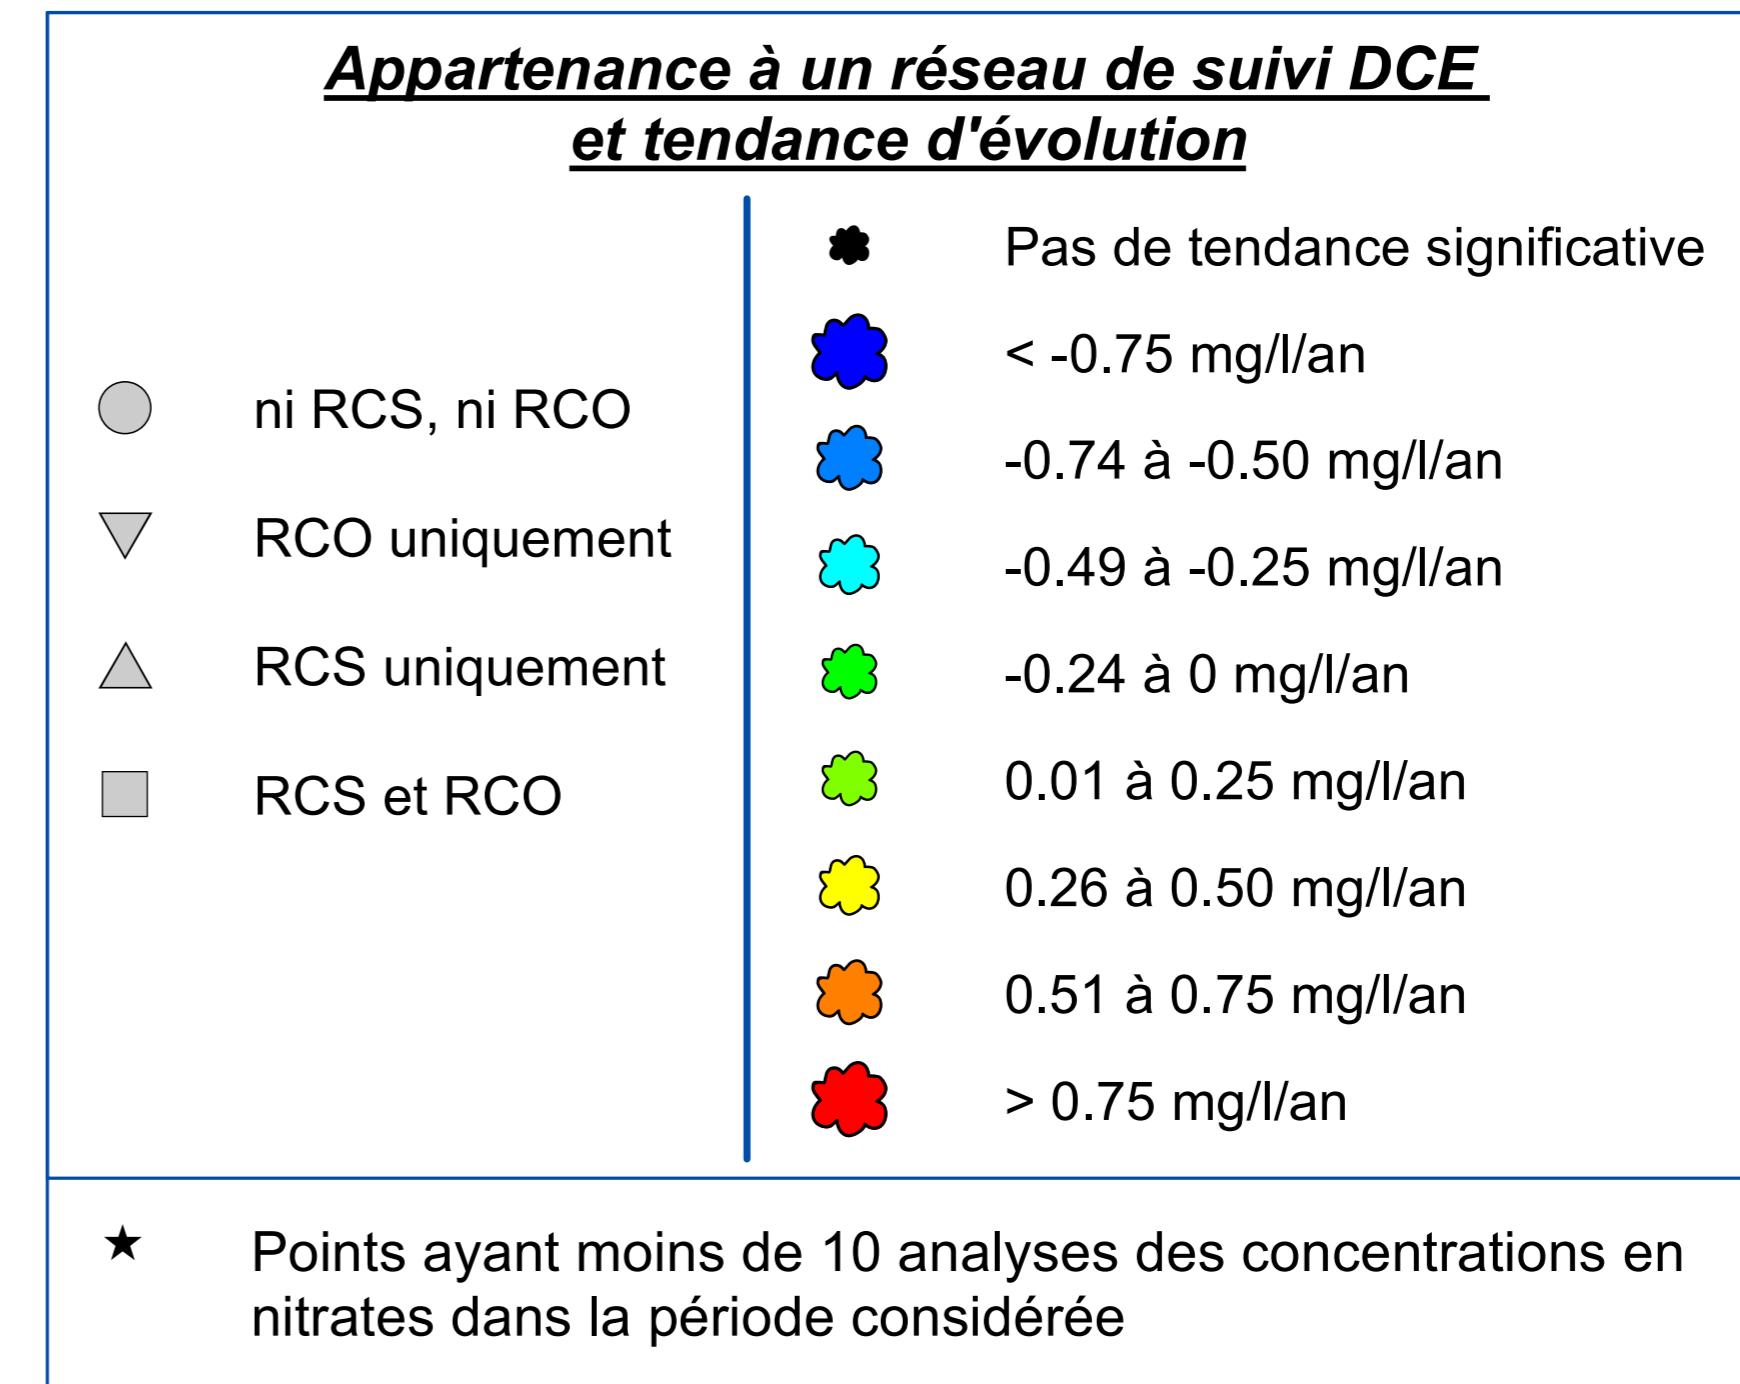 Appartenance à un réseau de suivi DCE
et tendance d'évolution
ni RCS, ni RCO
RCO uniquement
RCS uniquement
RCS et RCO
Pas de tendance significative
< -0.75 mg/l/an
-0.74 à -0.50 mg/l/an
-0.49 à -0.25 mg/l/an
-0.24 à 0 mg/l/an
0.01 à 0.25 mg/l/an
0.26 à 0.50 mg/l/an
0.51 à 0.75 mg/l/an
> 0.75 mg/l/an
Points ayant moins de 10 analyses des concentrations en
nitrates dans la période considérée